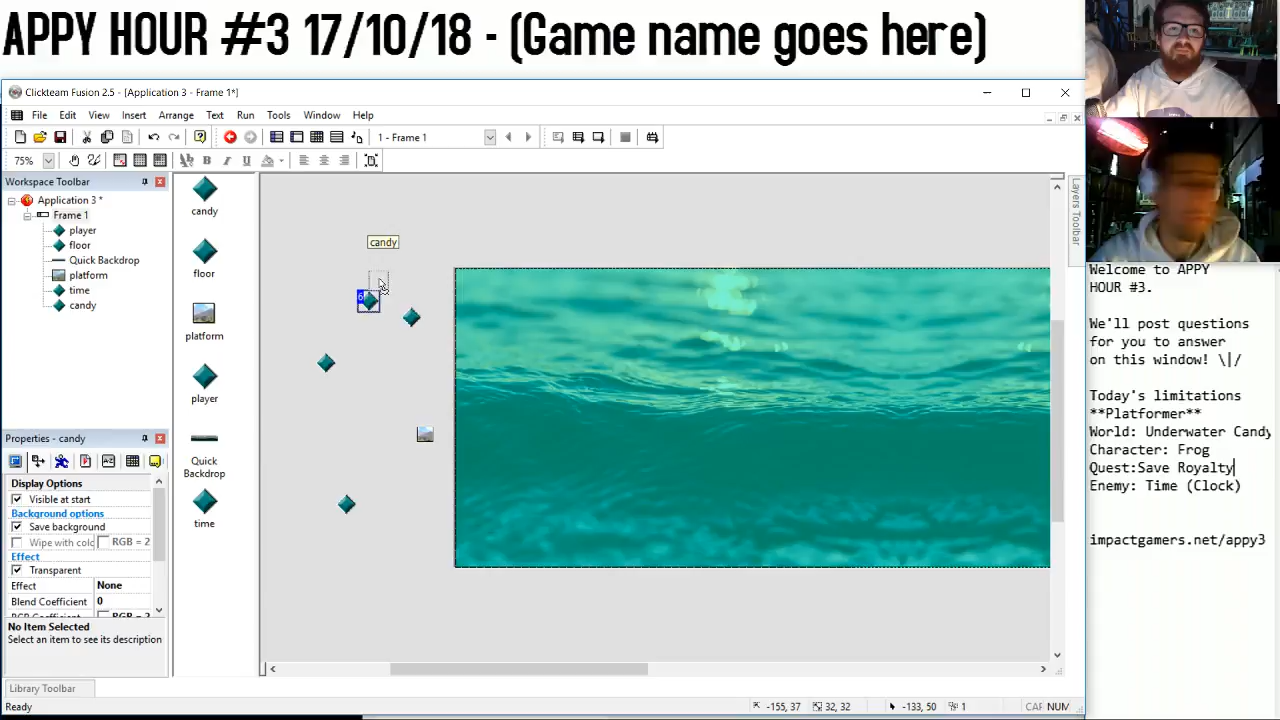 APPY HOUR #3 17/10/18 - (Game name goes here)
Clickteam Fusion 2.5 - [Application 3 - Frame 1*]
File Edit View Insert Arrange Text Run Tools Window Help
1 - Frame 1
75% B I U
Workspace Toolbar
Application 3 *
Frame 1
player
floor
Quick Backdrop
platform
time
candy
candy
floor
platform
player
Quick
Backdrop
time
candy
6
Layers Toolbar
Properties - candy
Display Options
Visible at start
Background options
Save background
Wipe with colo RGB = 2
Effect
Transparent
Effect None
Blend Coefficient 0
No Item Selected
Select an item to see its description
Library Toolbar
Ready
-155, 37 32, 32 -133, 50 1 CAP NUM
Welcome to APPY
HOUR #3.
We'll post questions
for you to answer
on this window! \|/
Today's limitations
**Platformer**
World: Underwater Candy
Character: Frog
Quest:Save Royalty
Enemy: Time (Clock)
impactgamers.net/appy3